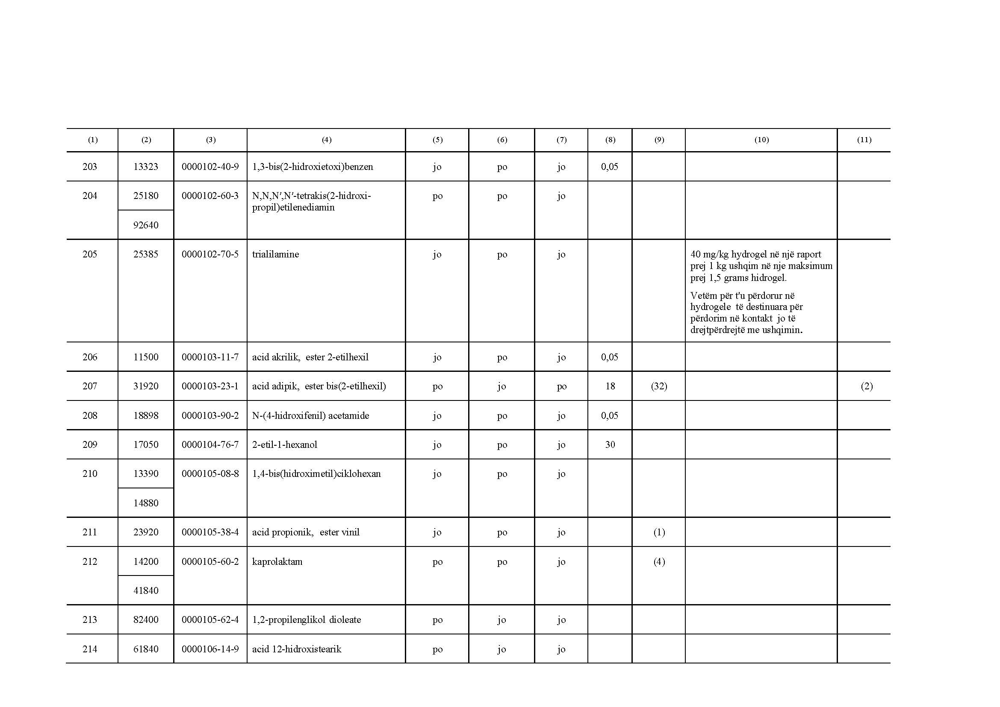 (1) (2) (3) (4) (5) (6) (7) (8) (9) (10) (11)
203 13323 0000102-40-9 1,3-bis(2-hidroxietoxi)benzen jo po jo 0,05
204 25180 0000102-60-3 N,N,N′,N′-tetrakis(2-hidroxi- po po jo
propil)etilenediamin
92640
205 25385 0000102-70-5 trialilamine jo po jo 40 mg/kg hydrogel në një raport
prej 1 kg ushqim në nje maksimum
prej 1,5 grams hidrogel.
Vetëm për t'u përdorur në
hydrogele të destinuara për
përdorim në kontakt jo të
drejtpërdrejtë me ushqimin.
206 11500 0000103-11-7 acid akrilik, ester 2-etilhexil jo po jo 0,05
207 31920 0000103-23-1 acid adipik, ester bis(2-etilhexil) po jo po 18 (32) (2)
208 18898 0000103-90-2 N-(4-hidroxifenil) acetamide jo po jo 0,05
209 17050 0000104-76-7 2-etil-1-hexanol jo po jo 30
210 13390 0000105-08-8 1,4-bis(hidroximetil)ciklohexan jo po jo
14880
211 23920 0000105-38-4 acid propionik, ester vinil jo po jo (1)
212 14200 0000105-60-2 kaprolaktam po po jo (4)
41840
213 82400 0000105-62-4 1,2-propilenglikol dioleate po jo jo
214 61840 0000106-14-9 acid 12-hidroxistearik po jo jo